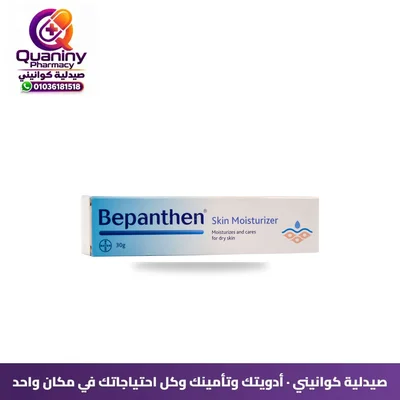 Quaniny
Pharmacy
صيدلية كوانيني
01036181518
Bepanthen®
Skin Moisturizer
Moisturizes and cares
for dry skin
BAYER
30g
صيدلية كوانيني · أدويتك وتأمينك وكل احتياجاتك في مكان واحد